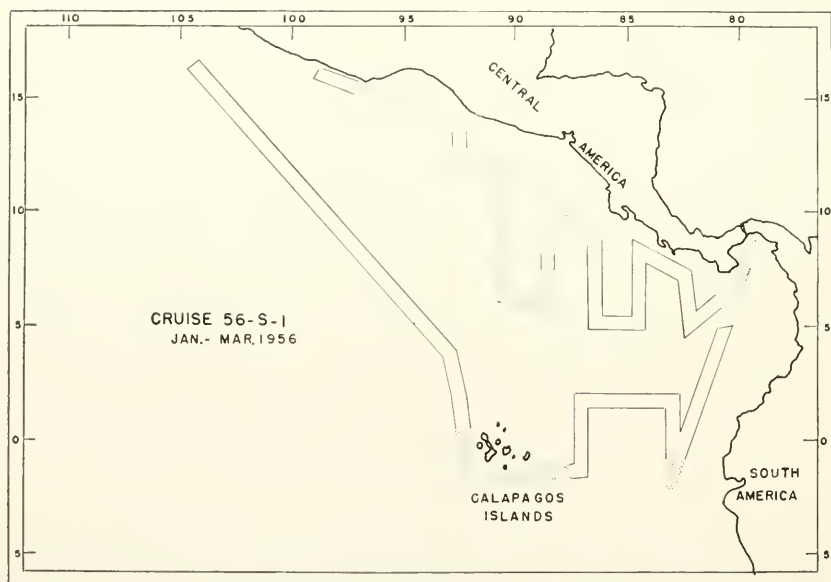 110 105 100 95 90 85 80
CENTRAL
AMERICA
15 15
10 10
5 5
CRUISE 56-S-1
JAN.- MAR, 1956
0 0
GALAPAGOS
ISLANDS
SOUTH
AMERICA
5 5